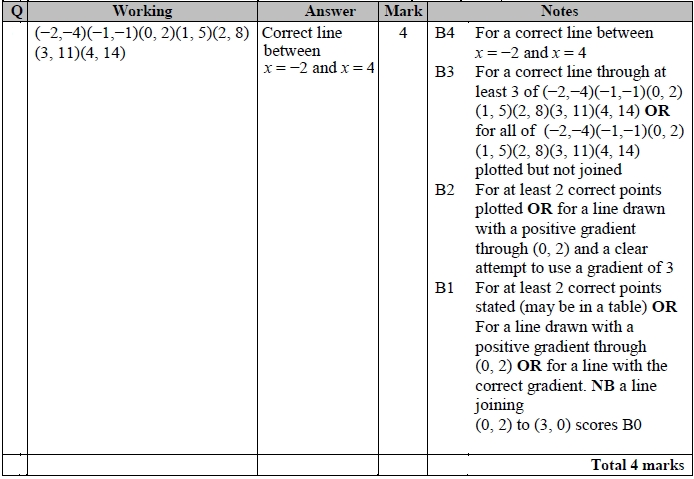 Q Working Answer Mark Notes
(−2,−4)(−1,−1)(0, 2)(1, 5)(2, 8)
(3, 11)(4, 14)
Correct line
between
x = −2 and x = 4
4
B4 For a correct line between
x = −2 and x = 4
B3 For a correct line through at
least 3 of (−2,−4)(−1,−1)(0, 2)
(1, 5)(2, 8)(3, 11)(4, 14) OR
for all of (−2,−4)(−1,−1)(0, 2)
(1, 5)(2, 8)(3, 11)(4, 14)
plotted but not joined
B2 For at least 2 correct points
plotted OR for a line drawn
with a positive gradient
through (0, 2) and a clear
attempt to use a gradient of 3
B1 For at least 2 correct points
stated (may be in a table) OR
For a line drawn with a
positive gradient through
(0, 2) OR for a line with the
correct gradient. NB a line
joining
(0, 2) to (3, 0) scores B0
Total 4 marks